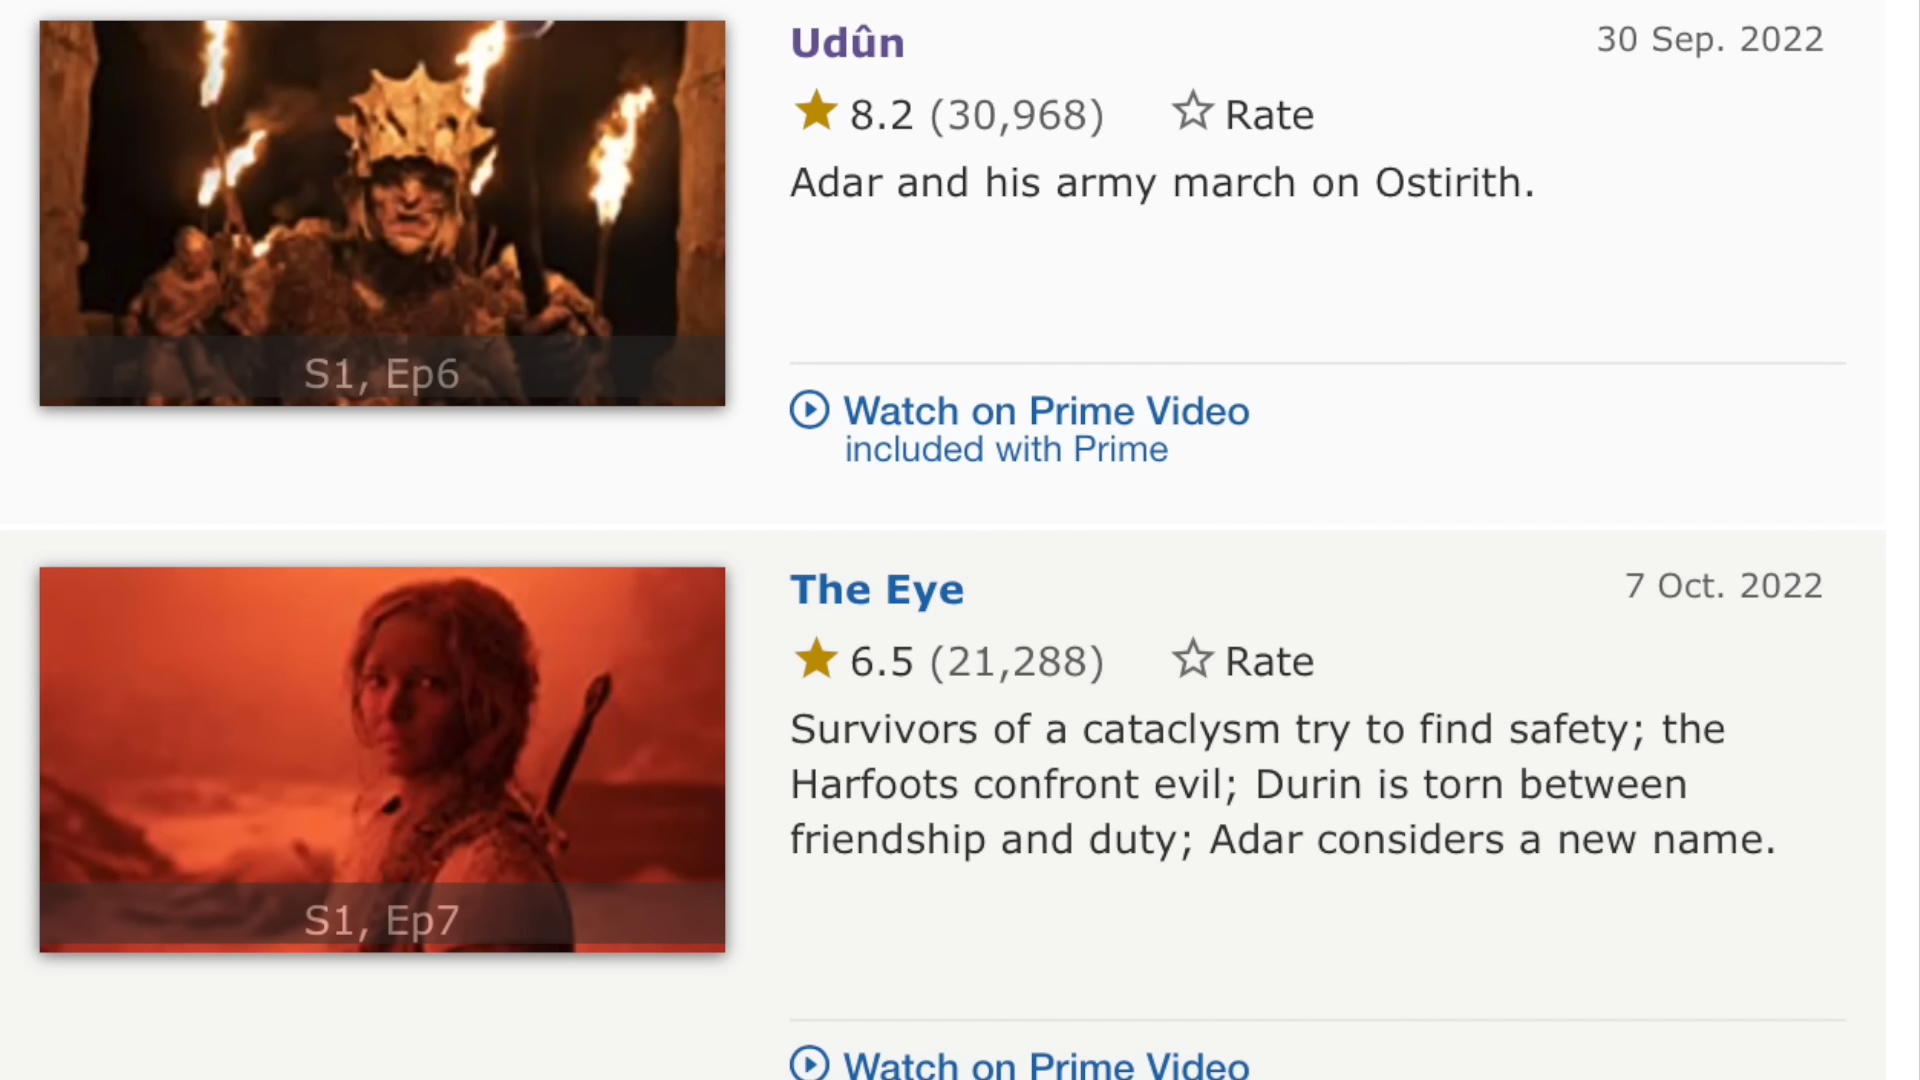 Udûn
30 Sep. 2022
8.2 (30,968) Rate
Adar and his army march on Ostirith.
S1, Ep6
Watch on Prime Video
included with Prime
The Eye
7 Oct. 2022
6.5 (21,288) Rate
Survivors of a cataclysm try to find safety; the
Harfoots confront evil; Durin is torn between
friendship and duty; Adar considers a new name.
S1, Ep7
Watch on Prime Video